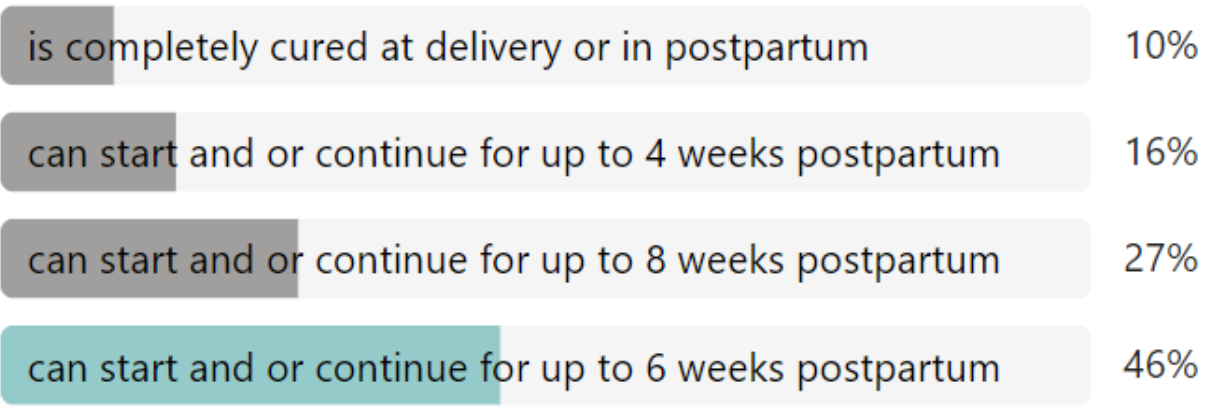 is completely cured at delivery or in postpartum 10%
can start and or continue for up to 4 weeks postpartum 16%
can start and or continue for up to 8 weeks postpartum 27%
can start and or continue for up to 6 weeks postpartum 46%